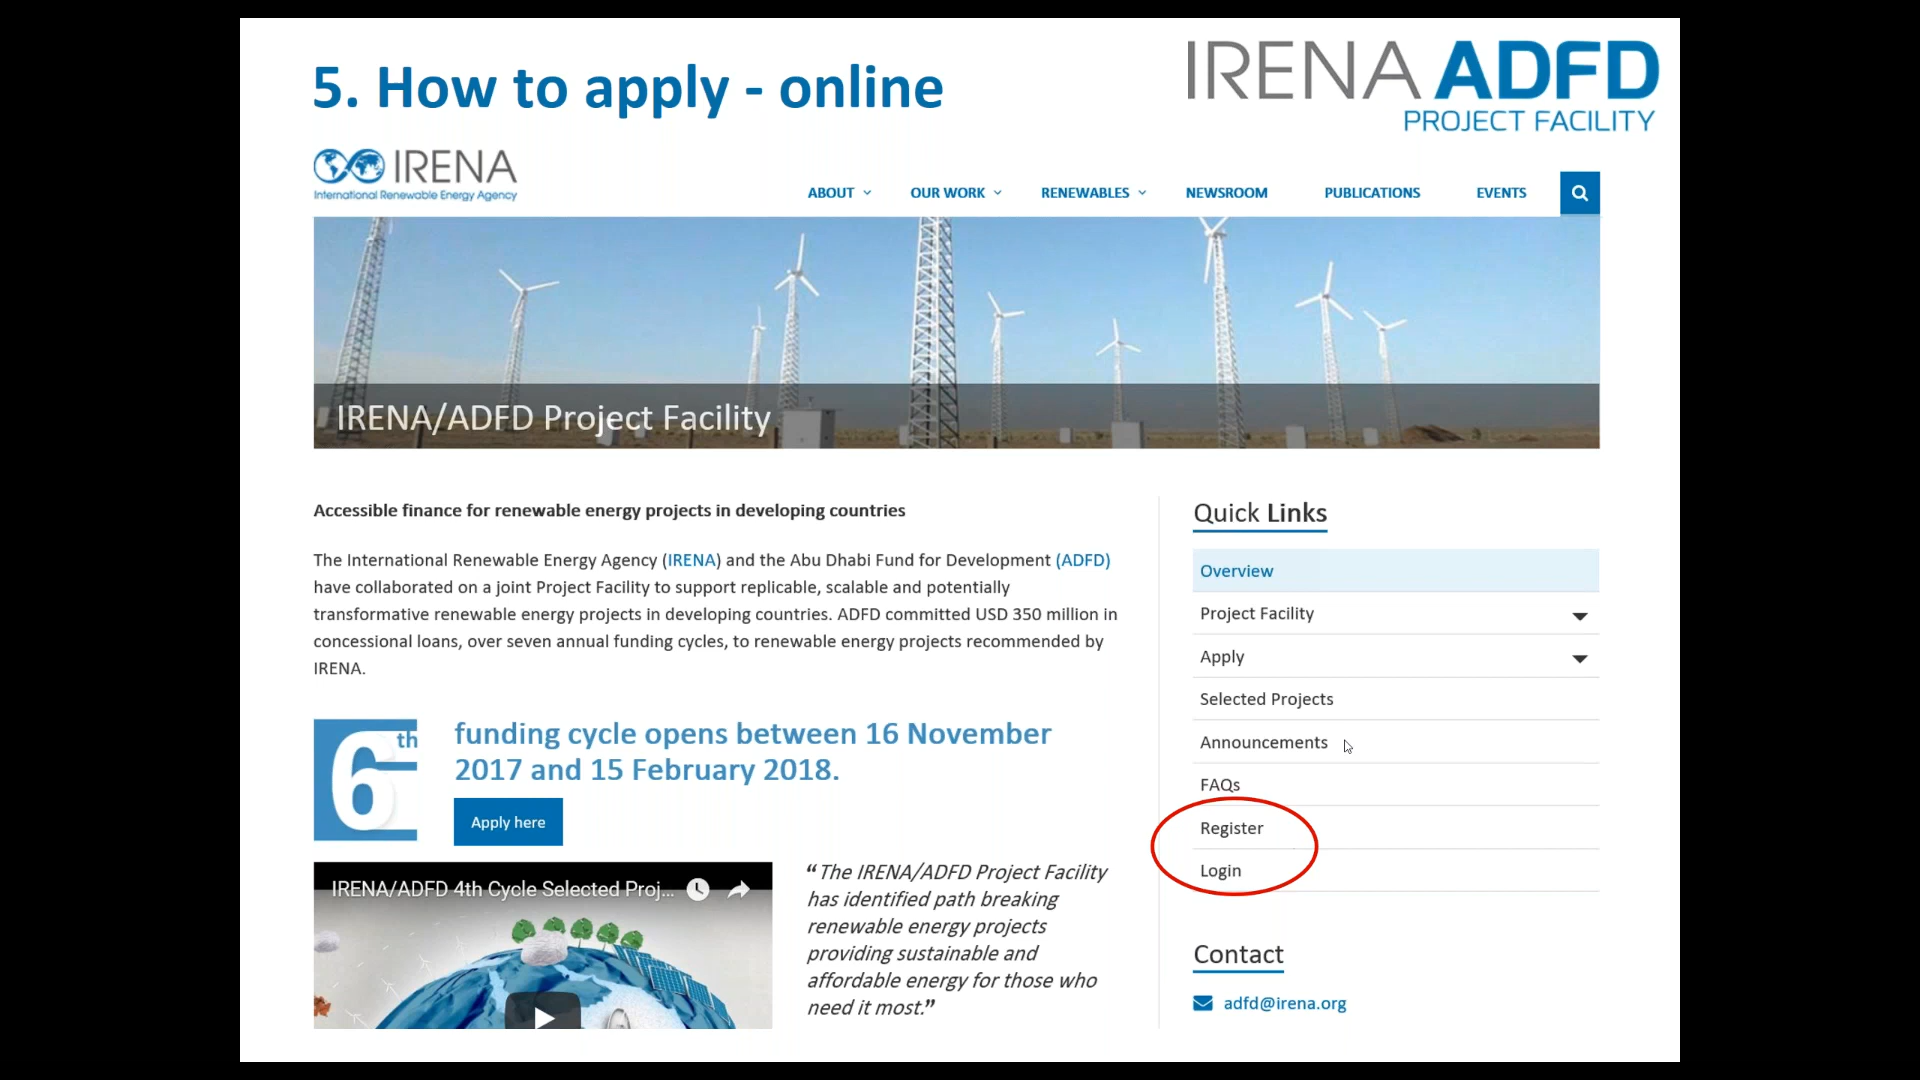 5. How to apply - online
IRENA ADFD
PROJECT FACILITY
IRENA
International Renewable Energy Agency
ABOUT
OUR WORK
RENEWABLES
NEWSROOM
PUBLICATIONS
EVENTS
IRENA/ADFD Project Facility
Accessible finance for renewable energy projects in developing countries
The International Renewable Energy Agency (IRENA) and the Abu Dhabi Fund for Development (ADFD)
have collaborated on a joint Project Facility to support replicable, scalable and potentially
transformative renewable energy projects in developing countries. ADFD committed USD 350 million in
concessional loans, over seven annual funding cycles, to renewable energy projects recommended by
IRENA.
6th
funding cycle opens between 16 November
2017 and 15 February 2018.
Apply here
IRENA/ADFD 4th Cycle Selected Proj...
“The IRENA/ADFD Project Facility
has identified path breaking
renewable energy projects
providing sustainable and
affordable energy for those who
need it most.”
Quick Links
Overview
Project Facility
Apply
Selected Projects
Announcements
FAQs
Register
Login
Contact
adfd@irena.org